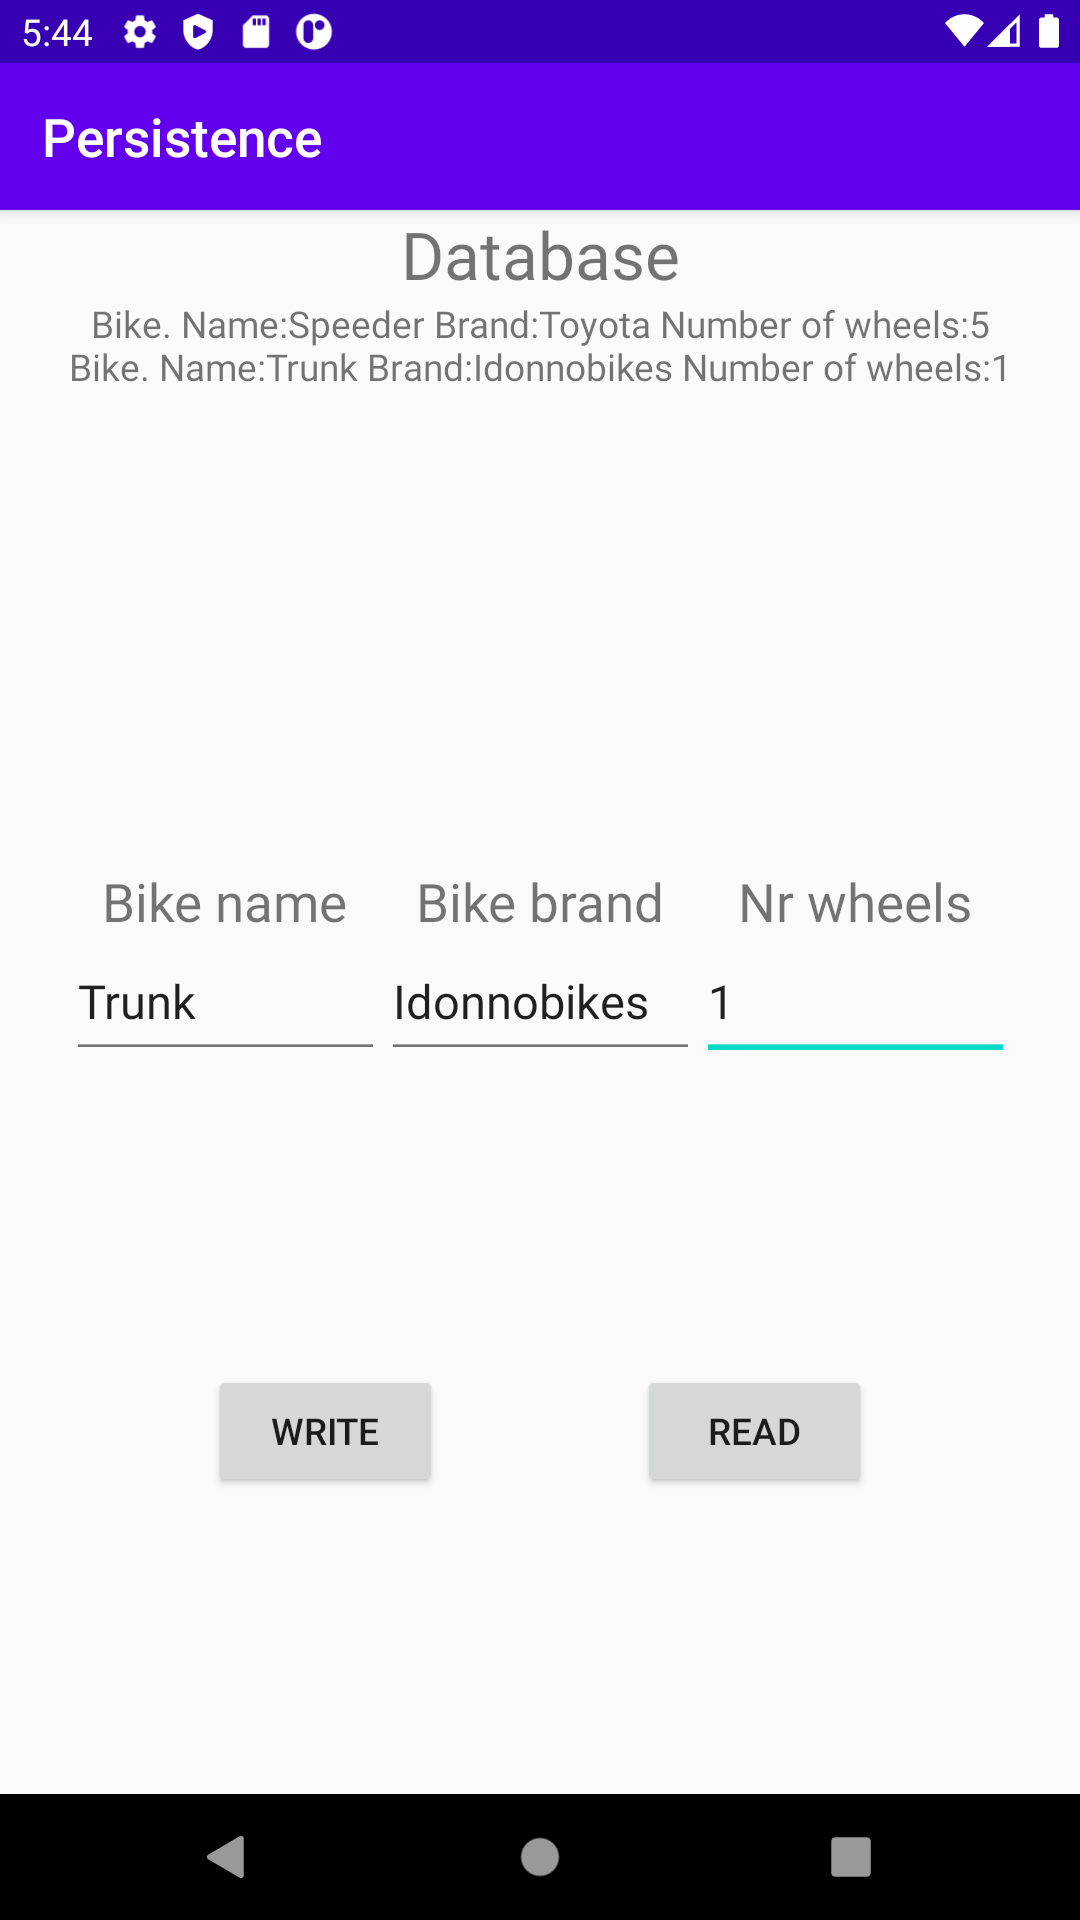 5:44
Persistence
Database
Bike. Name:Speeder Brand:Toyota Number of wheels:5
Bike. Name:Trunk Brand:Idonnobikes Number of wheels:1
Bike name Bike brand Nr wheels
Trunk Idonnobikes 1
WRITE READ